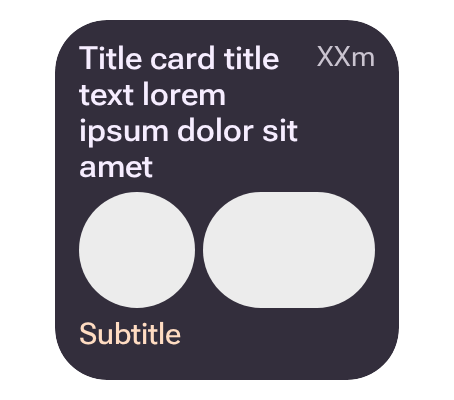 Title card title XXm
text lorem
ipsum dolor sit
amet
Subtitle